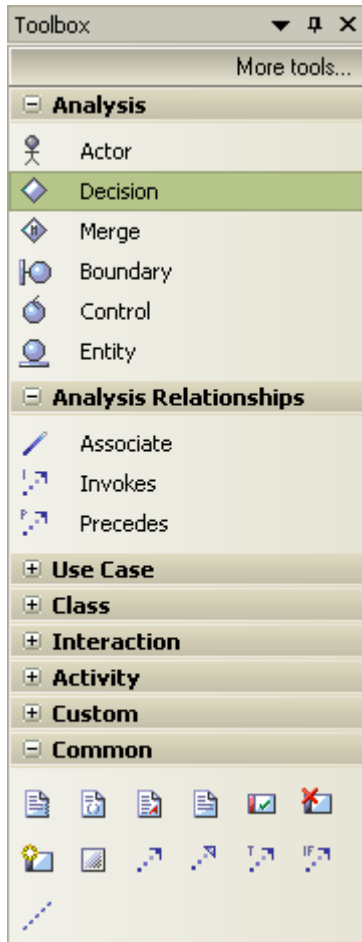 Toolbox
More tools...
Analysis
Actor
Decision
Merge
Boundary
Control
Entity
Analysis Relationships
Associate
Invokes
Precedes
Use Case
Class
Interaction
Activity
Custom
Common